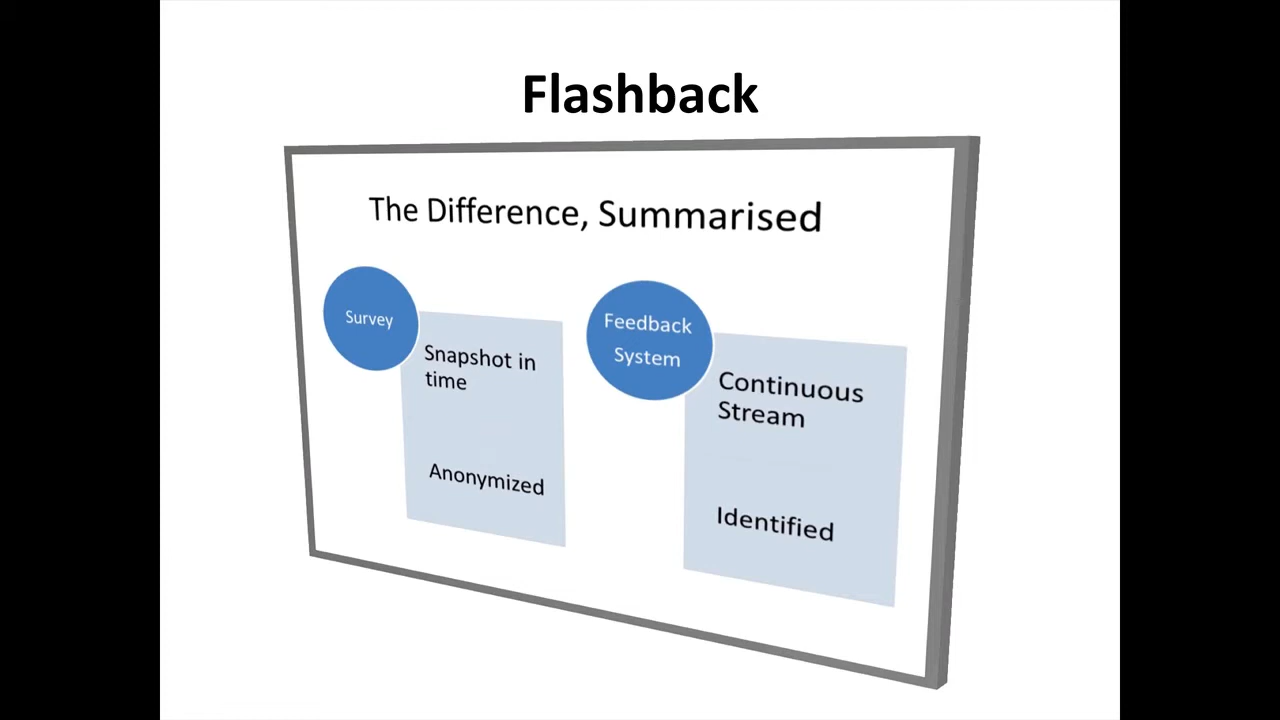 Flashback
The Difference, Summarised
Survey
Snapshot in
time
Anonymized
Feedback
System
Continuous
Stream
Identified